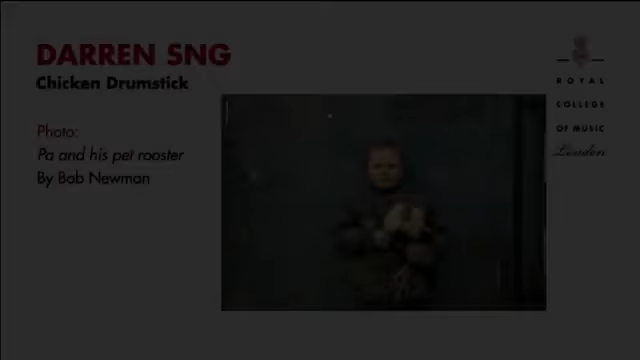 DARREN SNG
Chicken Drumstick
Photo:
Pa and his pet rooster
By Bob Newman
ROYAL
COLLEGE
OF MUSIC
London